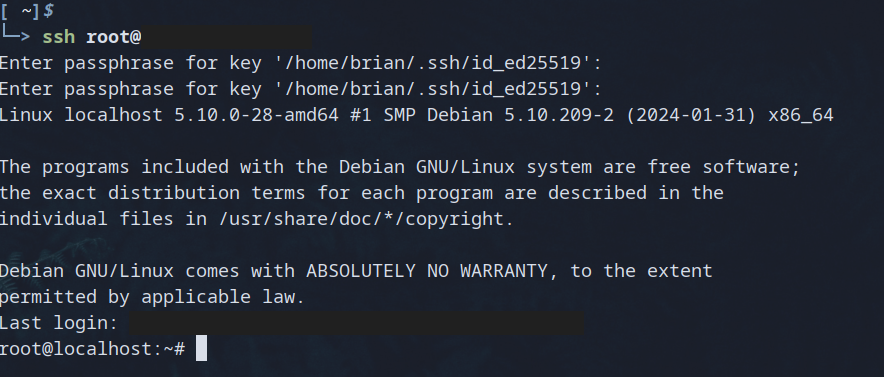 [ ~]$
└─> ssh root@
Enter passphrase for key '/home/brian/.ssh/id_ed25519':
Enter passphrase for key '/home/brian/.ssh/id_ed25519':
Linux localhost 5.10.0-28-amd64 #1 SMP Debian 5.10.209-2 (2024-01-31) x86_64
The programs included with the Debian GNU/Linux system are free software;
the exact distribution terms for each program are described in the
individual files in /usr/share/doc/*/copyright.
Debian GNU/Linux comes with ABSOLUTELY NO WARRANTY, to the extent
permitted by applicable law.
Last login:
root@localhost:~#